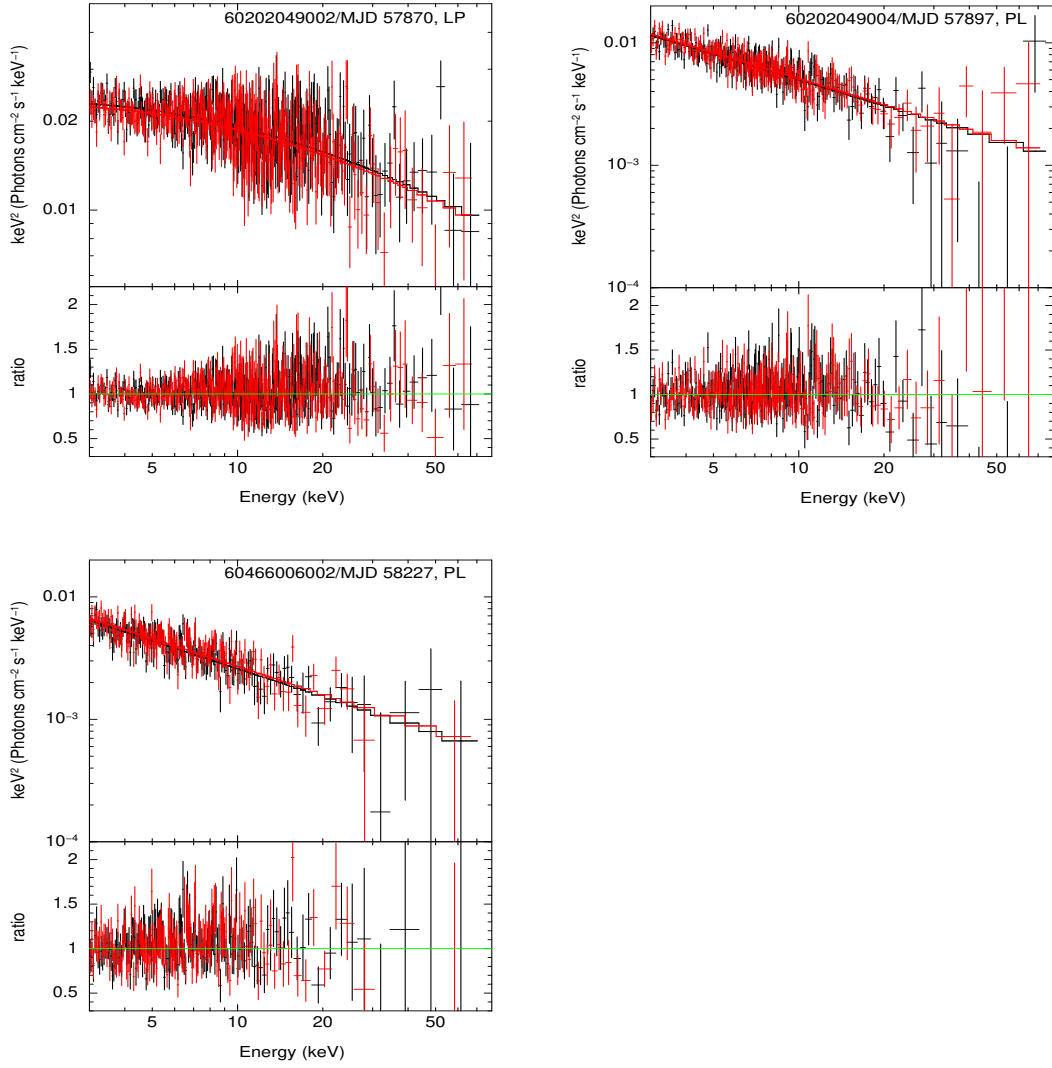 60202049002/MJD 57870, LP
keV² (Photons cm⁻² s⁻¹ keV⁻¹)
0.02
0.01
ratio
2
1.5
1
0.5
5
10
20
50
Energy (keV)
60202049004/MJD 57897, PL
keV² (Photons cm⁻² s⁻¹ keV⁻¹)
0.01
10⁻³
10⁻⁴
ratio
2
1.5
1
0.5
5
10
20
50
Energy (keV)
60466006002/MJD 58227, PL
keV² (Photons cm⁻² s⁻¹ keV⁻¹)
0.01
10⁻³
10⁻⁴
ratio
2
1.5
1
0.5
5
10
20
50
Energy (keV)